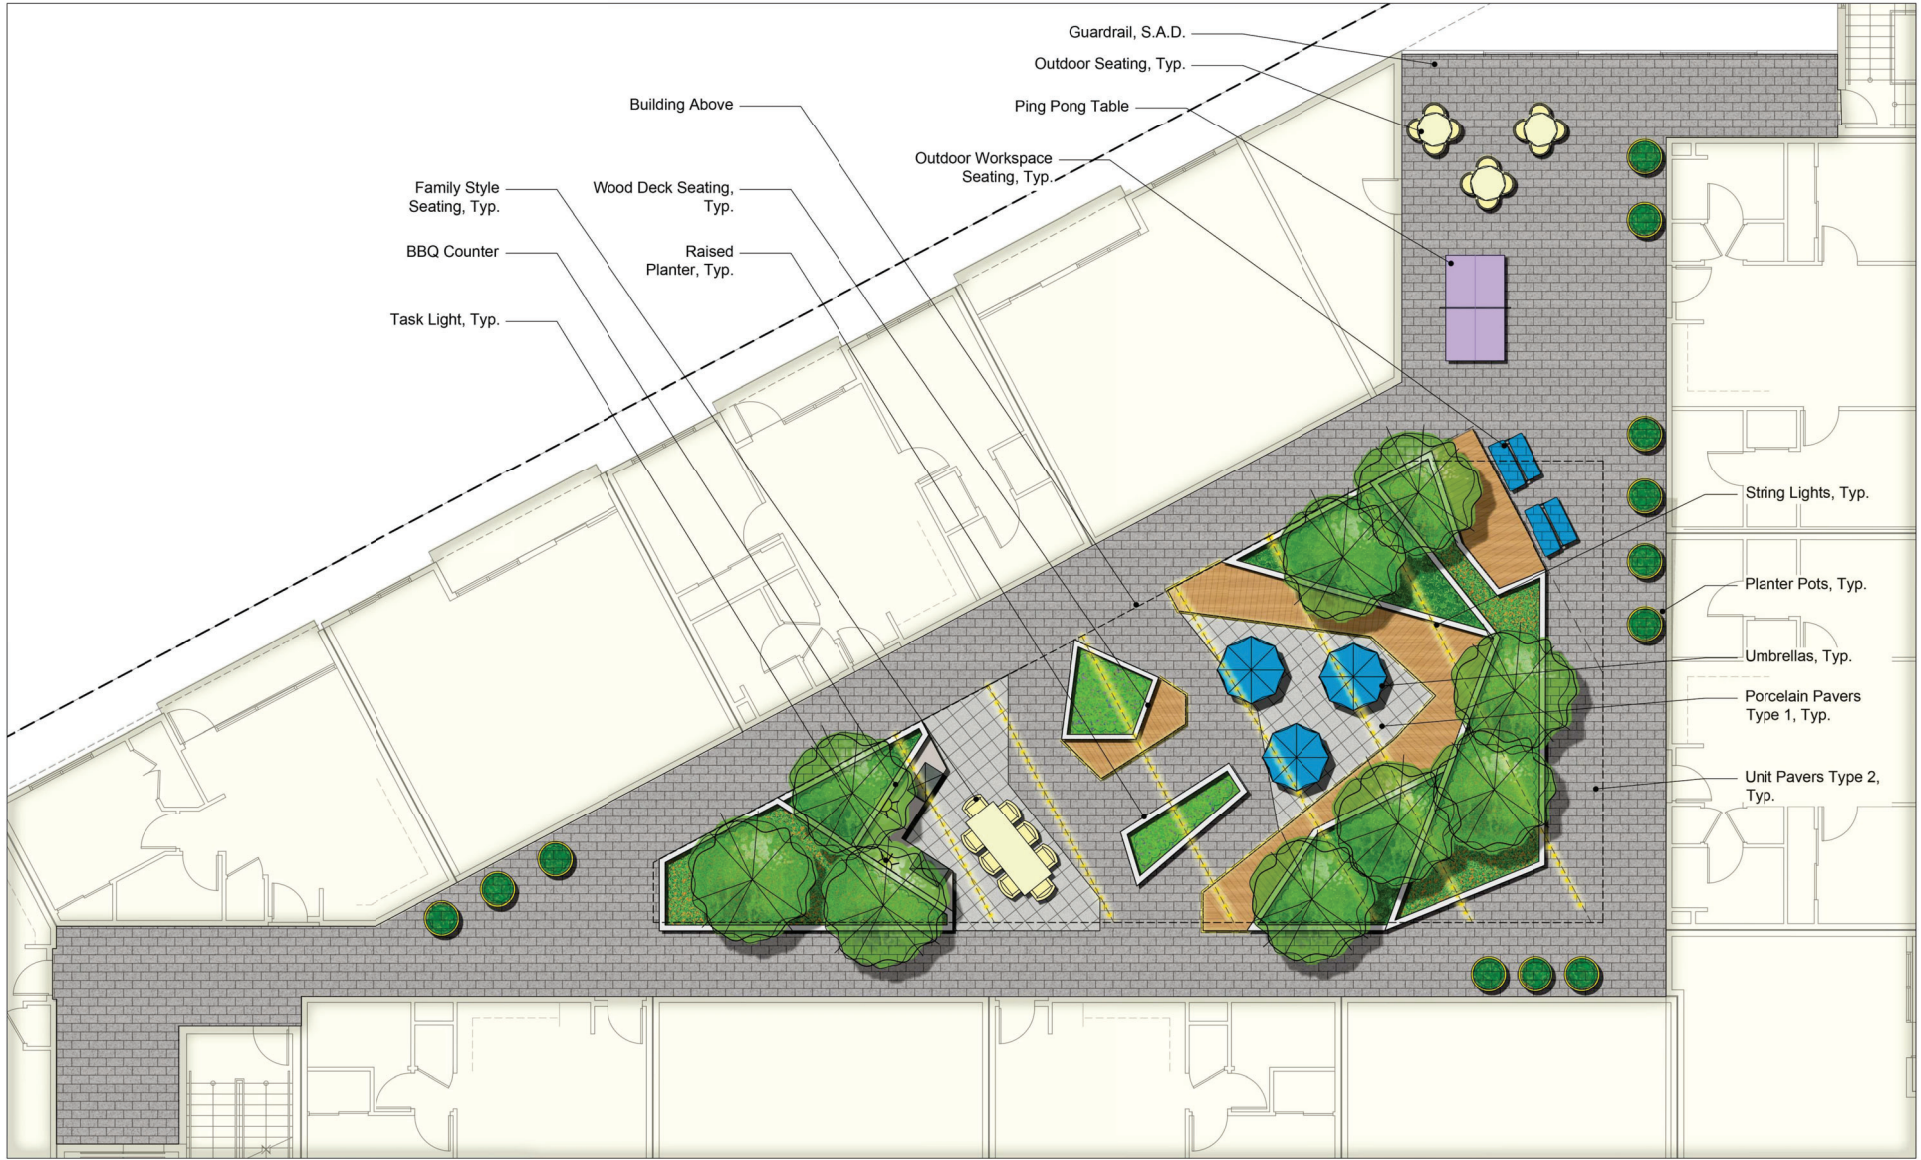 Guardrail, S.A.D.
Outdoor Seating, Typ.
Building Above
Ping Pong Table
Outdoor Workspace
Seating, Typ.
Family Style
Seating, Typ.
Wood Deck Seating,
Typ.
BBQ Counter
Raised
Planter, Typ.
Task Light, Typ.
String Lights, Typ.
Planter Pots, Typ.
Umbrellas, Typ.
Porcelain Pavers
Type 1, Typ.
Unit Pavers Type 2,
Typ.